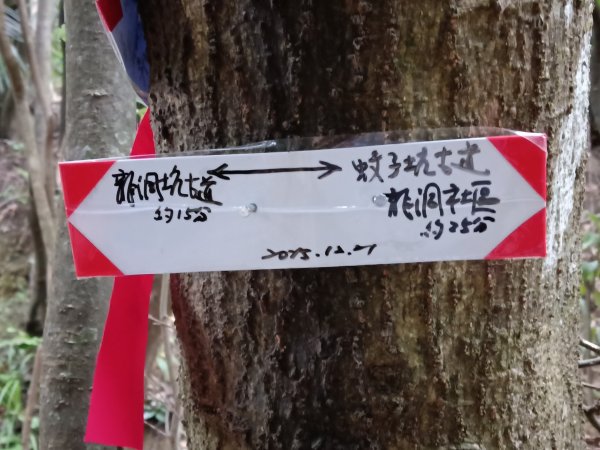 龍洞坑古道 ←→ 蚊子坑古道
龍洞社區
約15分
約25分
2025.12.21